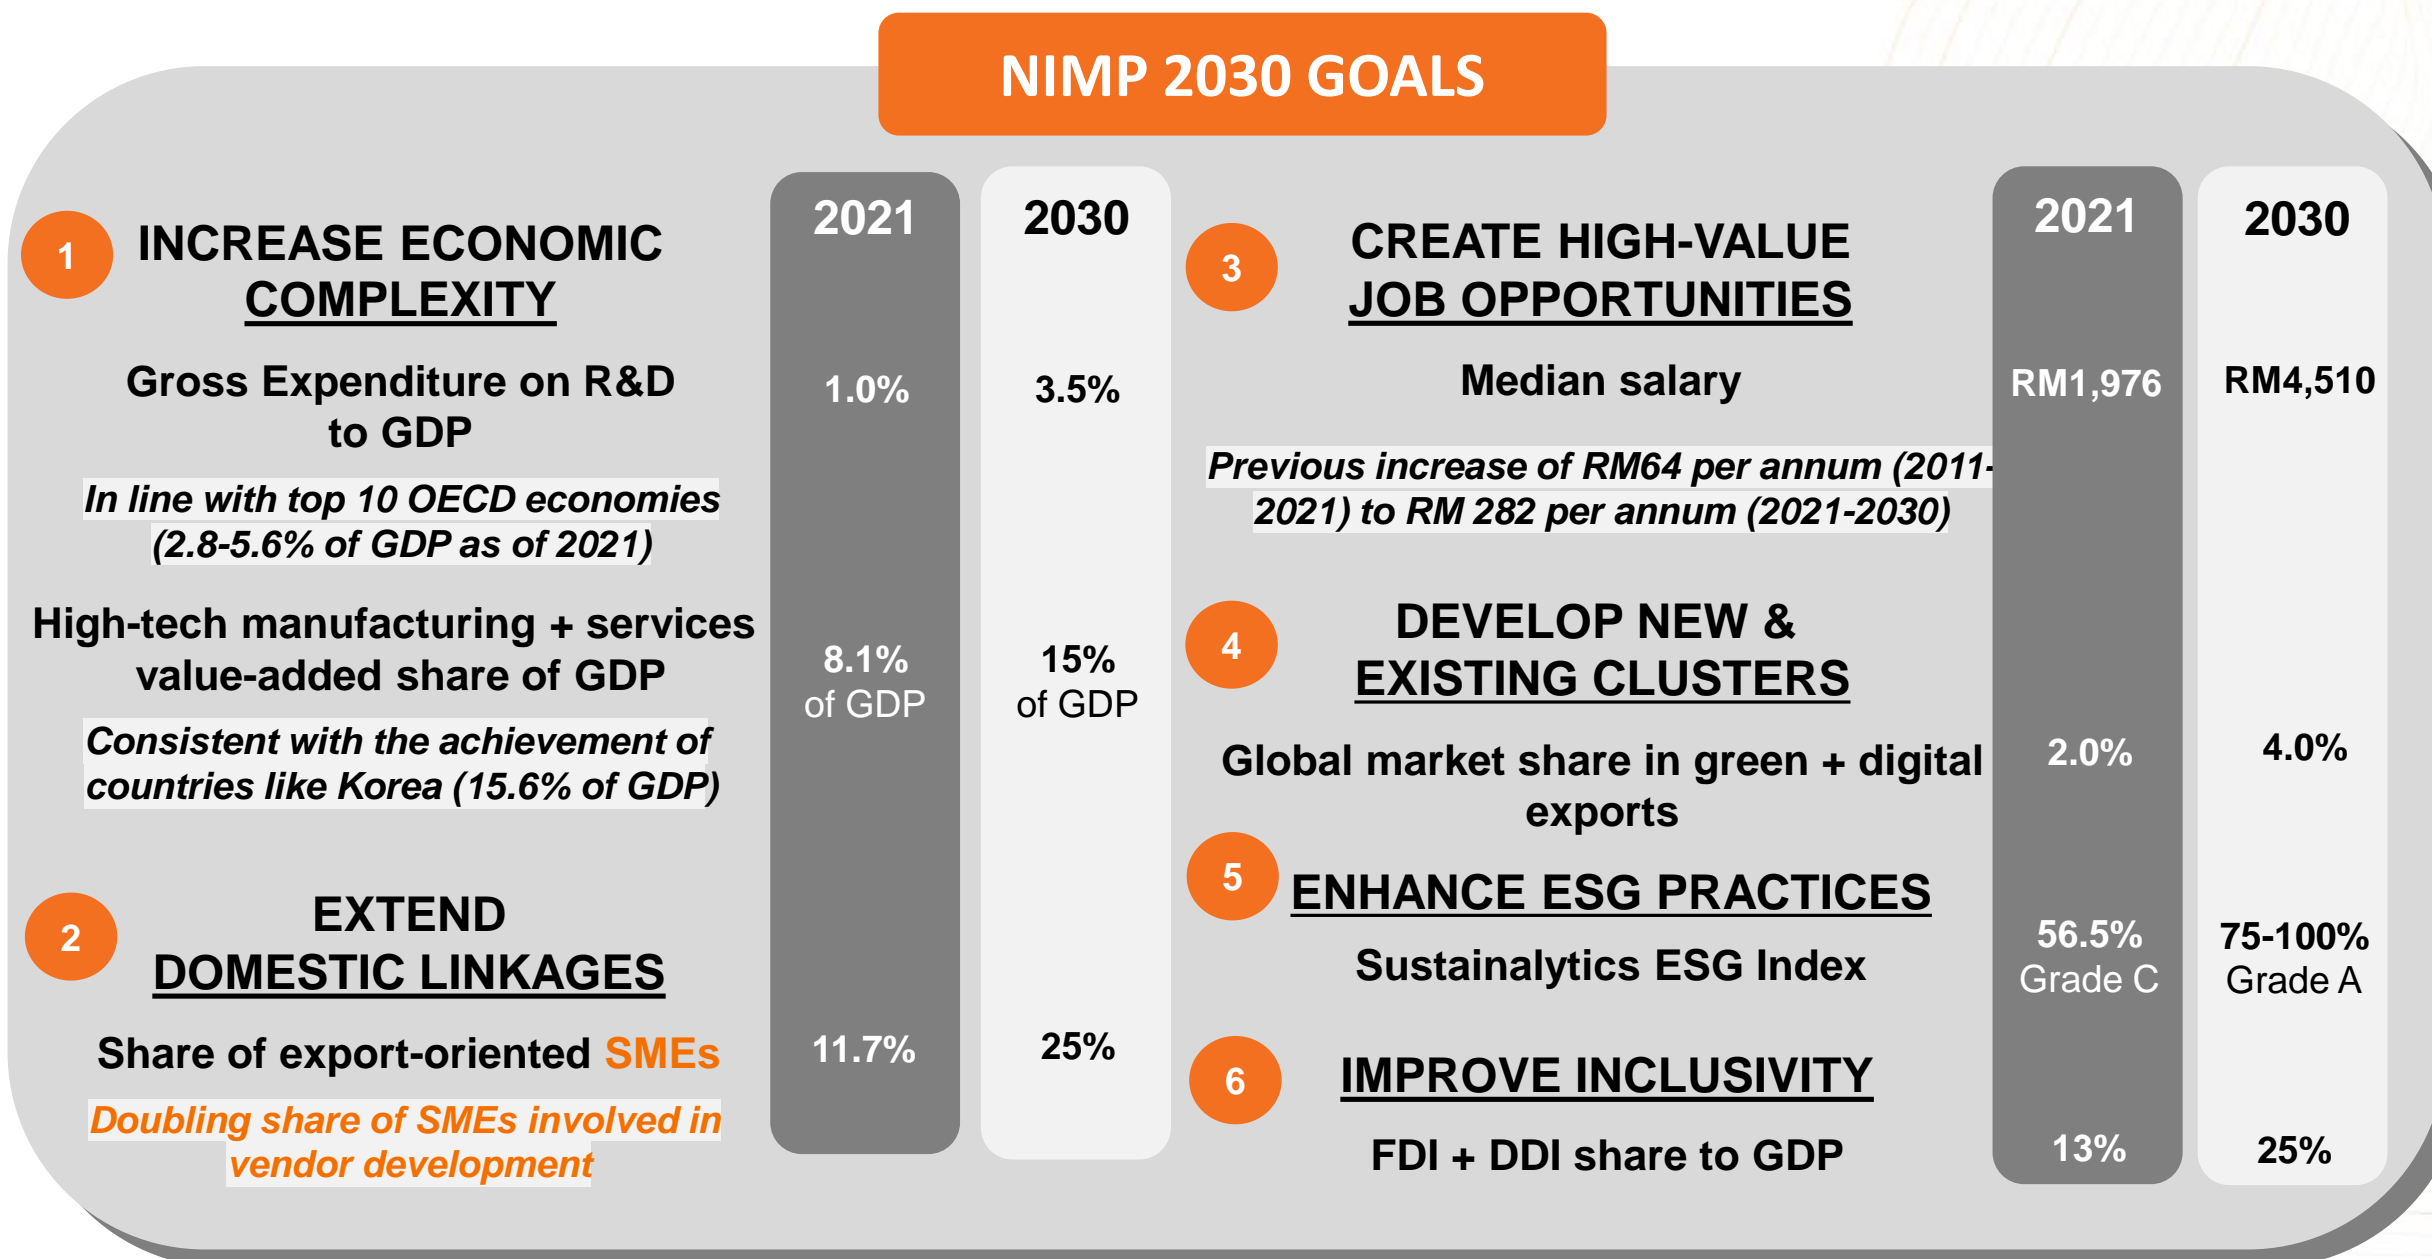 NIMP 2030 GOALS
2021
2030
1
INCREASE ECONOMIC
COMPLEXITY
Gross Expenditure on R&D
to GDP
1.0%
3.5%
In line with top 10 OECD economies
(2.8-5.6% of GDP as of 2021)
High-tech manufacturing + services
value-added share of GDP
8.1%
of GDP
15%
of GDP
Consistent with the achievement of
countries like Korea (15.6% of GDP)
2
EXTEND
DOMESTIC LINKAGES
Share of export-oriented SMEs
11.7%
25%
Doubling share of SMEs involved in
vendor development
2021
2030
3
CREATE HIGH-VALUE
JOB OPPORTUNITIES
Median salary
RM1,976
RM4,510
Previous increase of RM64 per annum (2011-
2021) to RM 282 per annum (2021-2030)
4
DEVELOP NEW &
EXISTING CLUSTERS
Global market share in green + digital
exports
2.0%
4.0%
5
ENHANCE ESG PRACTICES
Sustainalytics ESG Index
56.5%
Grade C
75-100%
Grade A
6
IMPROVE INCLUSIVITY
FDI + DDI share to GDP
13%
25%